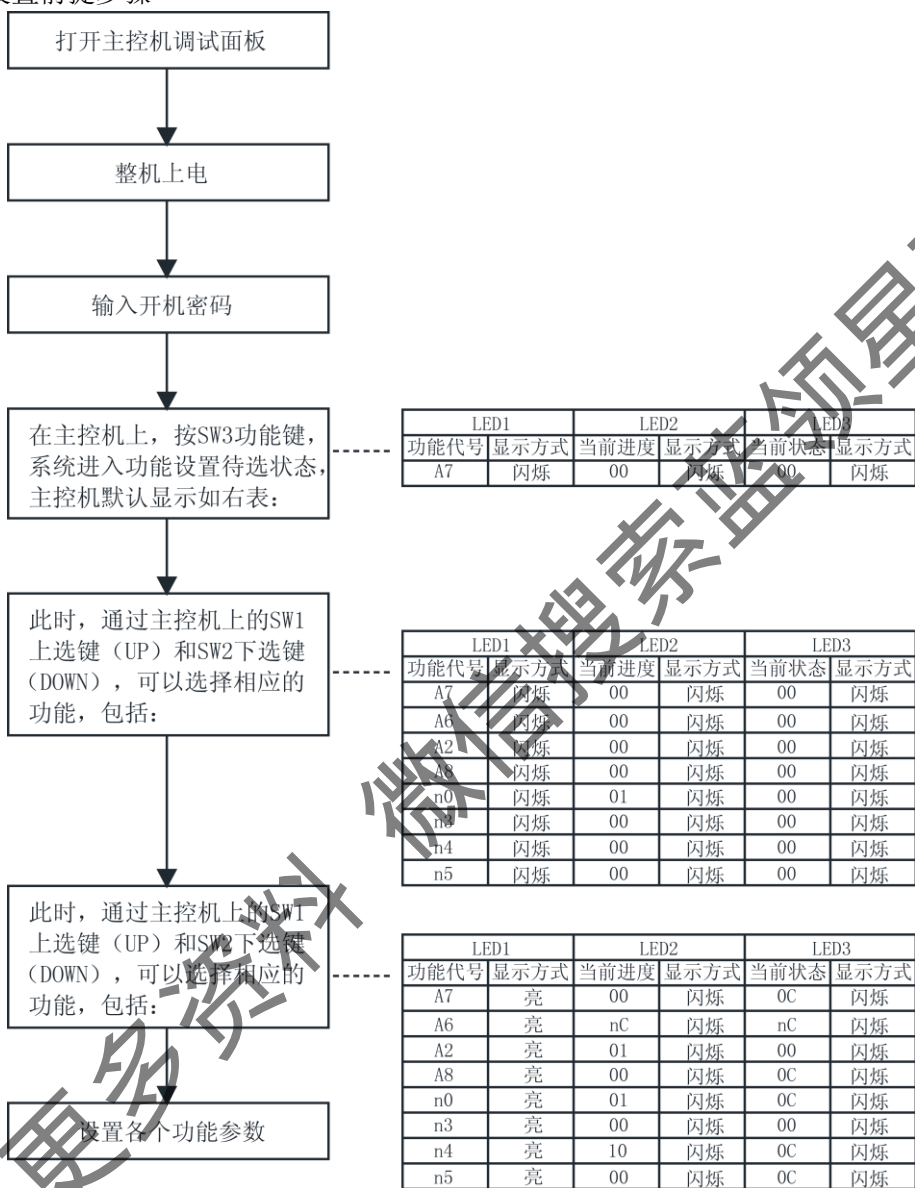 打开主控机调试面板
整机上电
输入开机密码
在主控机上，按SW3功能键，
系统进入功能设置待选状态，
主控机默认显示如右表：
LED1 LED2 LED3
功能代号 显示方式 当前进度 显示方式 当前状态 显示方式
A7 闪烁 00 闪烁 00 闪烁
此时，通过主控机上的SW1
上选键（UP）和SW2下选键
（DOWN），可以选择相应的
功能，包括：
LED1 LED2 LED3
功能代号 显示方式 当前进度 显示方式 当前状态 显示方式
A7 闪烁 00 闪烁 00 闪烁
A6 闪烁 00 闪烁 00 闪烁
A2 闪烁 00 闪烁 00 闪烁
A8 闪烁 00 闪烁 00 闪烁
n0 闪烁 01 闪烁 00 闪烁
n3 闪烁 00 闪烁 00 闪烁
n4 闪烁 00 闪烁 00 闪烁
n5 闪烁 00 闪烁 00 闪烁
此时，通过主控机上的SW1
上选键（UP）和SW2下选键
（DOWN），可以选择相应的
功能，包括：
LED1 LED2 LED3
功能代号 显示方式 当前进度 显示方式 当前状态 显示方式
A7 亮 00 闪烁 0C 闪烁
A6 亮 nC 闪烁 nC 闪烁
A2 亮 01 闪烁 00 闪烁
A8 亮 00 闪烁 0C 闪烁
n0 亮 01 闪烁 0C 闪烁
n3 亮 00 闪烁 00 闪烁
n4 亮 10 闪烁 0C 闪烁
n5 亮 00 闪烁 0C 闪烁
设置各个功能参数
更多资料 微信搜索蓝领星